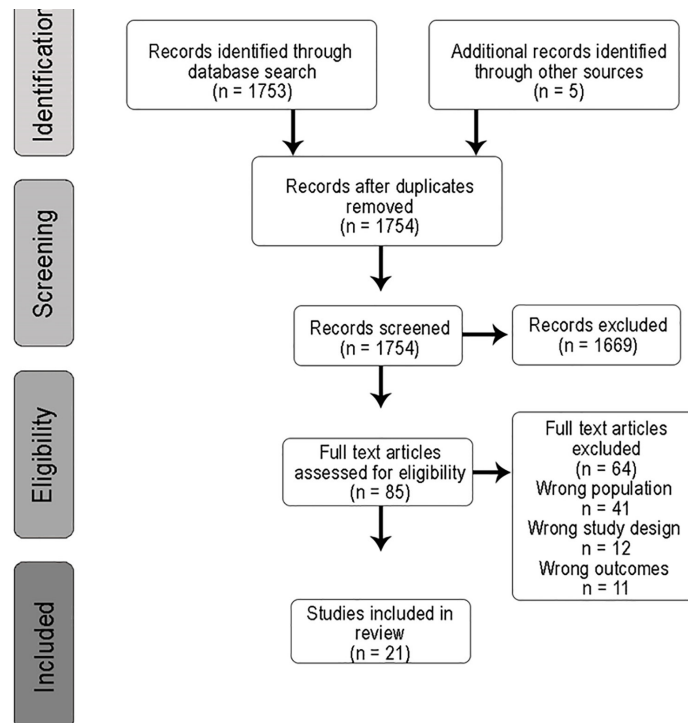 Identification
Records identified through
database search
(n = 1753)
Additional records identified
through other sources
(n = 5)
Records after duplicates
removed
(n = 1754)
Screening
Records screened
(n = 1754)
Records excluded
(n = 1669)
Eligibility
Full text articles
assessed for eligibility
(n = 85)
Full text articles
excluded
(n = 64)
Wrong population
n = 41
Wrong study design
n = 12
Wrong outcomes
n = 11
Included
Studies included in
review
(n = 21)